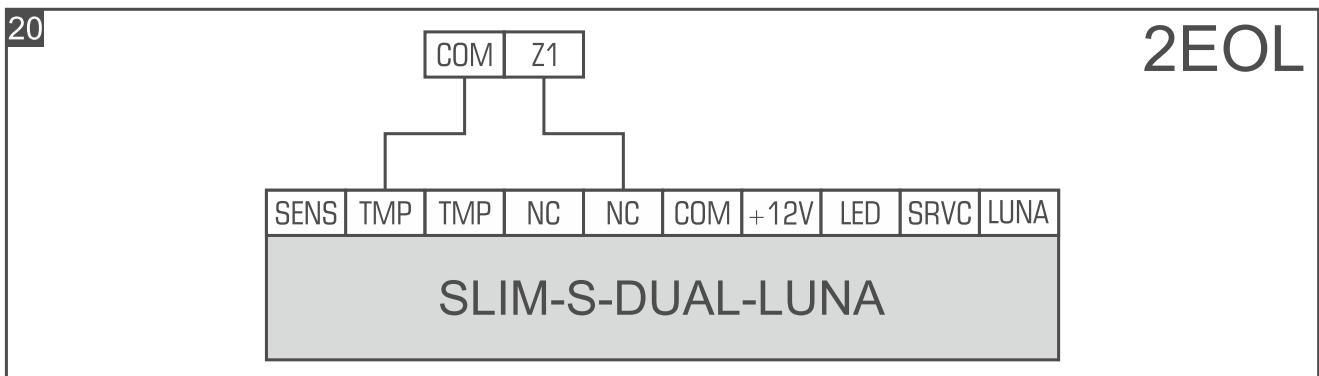 20
2EOL
COM Z1
SENS TMP TMP NC NC COM +12V LED SRVC LUNA
SLIM-S-DUAL-LUNA